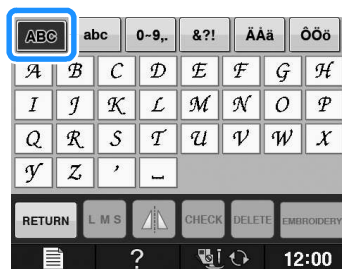 ABC abc 0~9,. &?! ÄÅä ÔÖö
A B C D E F G H
I J K L M N O P
Q R S T U V W X
Y Z ' ␣
RETURN L M S CHECK DELETE EMBROIDERY
? 12:00